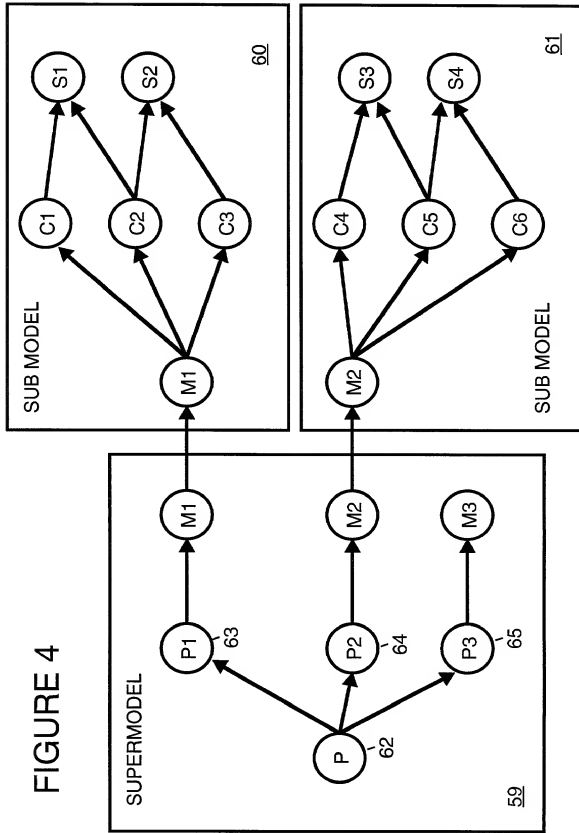 FIGURE 4
SUPERMODEL
P
62
P1
63
P2
64
P3
65
M1
M2
M3
59
SUB MODEL
M1
C1
C2
C3
S1
S2
60
SUB MODEL
M2
C4
C5
C6
S3
S4
61